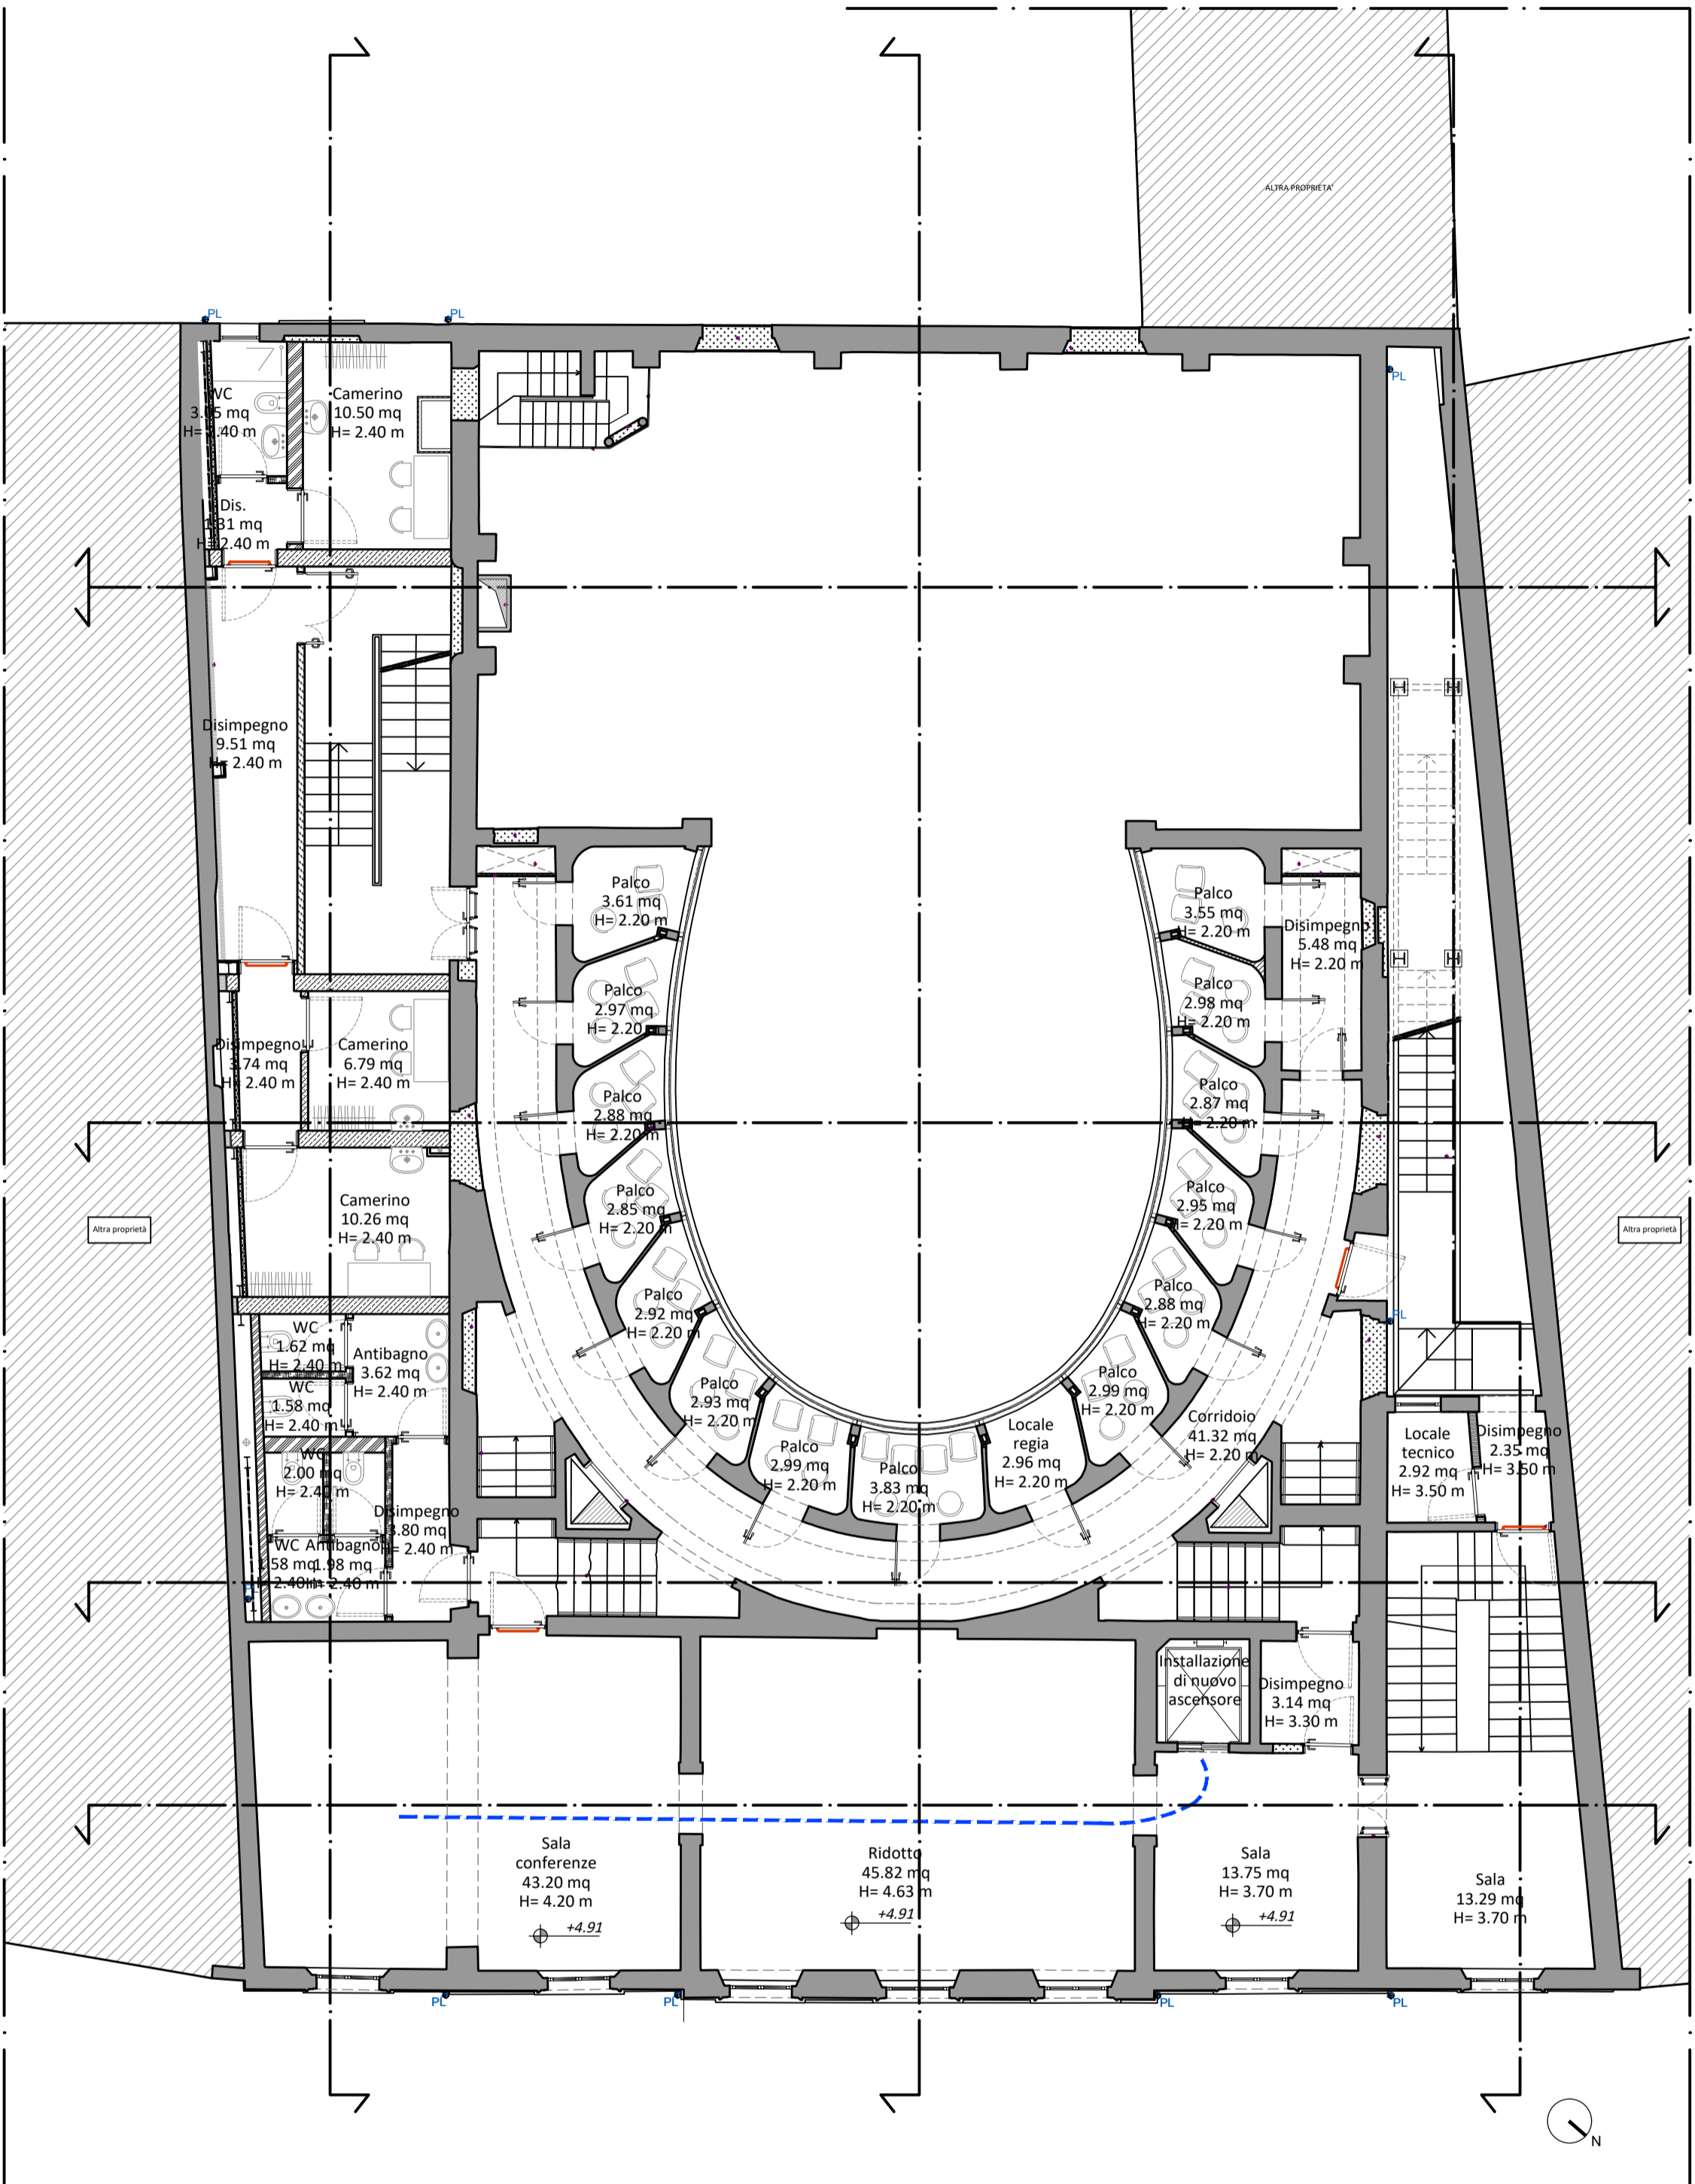 ALTRA PROPRIETA'
PL
PL
PL
WC
H= 2.40 m
Camerino
10.50 mq
H= 2.40 m
Dis.
1.31 mq
H= 2.40 m
Disimpegno
9.51 mq
H= 2.40 m
Palco
3.61 mq
H= 2.20 m
Palco
3.55 mq
H= 2.20 m
Disimpegno
5.48 mq
H= 2.20 m
Palco
2.97 mq
H= 2.20
Palco
2.98 mq
H= 2.20 m
Disimpegno
3.74 mq
H= 2.40 m
Camerino
6.79 mq
H= 2.40 m
Palco
2.88 mq
H= 2.20 m
Palco
2.87 mq
H= 2.20 m
Camerino
10.26 mq
H= 2.40 m
Palco
2.85 mq
H= 2.20 m
Palco
2.95 mq
H= 2.20 m
Altra proprietà
Altra proprietà
Palco
2.92 mq
H= 2.20 m
Palco
2.88 mq
H= 2.20 m
PL
WC
1.62 mq
H= 2.40 m
Antibagno
3.62 mq
H= 2.40 m
WC
1.58 mq
H= 2.40 m
Palco
2.93 mq
H= 2.20 m
Palco
2.99 mq
H= 2.20 m
Palco
2.99 mq
H= 2.20 m
Palco
3.83 mq
H= 2.20 m
Locale
regia
2.96 mq
H= 2.20 m
Corridoio
41.32 mq
H= 2.20 m
Locale
tecnico
2.92 mq
H= 3.50 m
Disimpegno
2.35 mq
H= 3.50 m
WC
2.00 mq
H= 2.40 m
Disimpegno
3.80 mq
H= 2.40 m
WC
58 mq
2.40
Antibagno
1.98 mq
H= 2.40 m
PL
Installazione
di nuovo
ascensore
Disimpegno
3.14 mq
H= 3.30 m
Sala
conferenze
43.20 mq
H= 4.20 m
+4.91
Ridotto
45.82 mq
H= 4.63 m
+4.91
Sala
13.75 mq
H= 3.70 m
+4.91
Sala
13.29 mq
H= 3.70 m
PL
PL
PL
PL
N